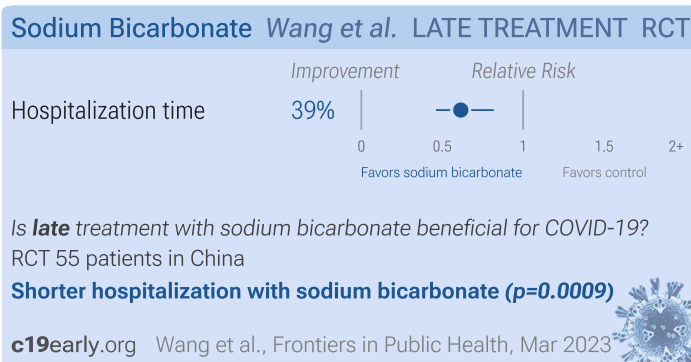 Sodium Bicarbonate Wang et al. LATE TREATMENT RCT
Improvement Relative Risk
Hospitalization time 39%
0 0.5 1 1.5 2+
Favors sodium bicarbonate Favors control
Is late treatment with sodium bicarbonate beneficial for COVID-19?
RCT 55 patients in China
Shorter hospitalization with sodium bicarbonate (p=0.0009)
c19early.org Wang et al., Frontiers in Public Health, Mar 2023